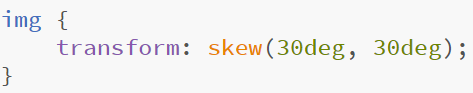 img {
    transform: skew(30deg, 30deg);
}